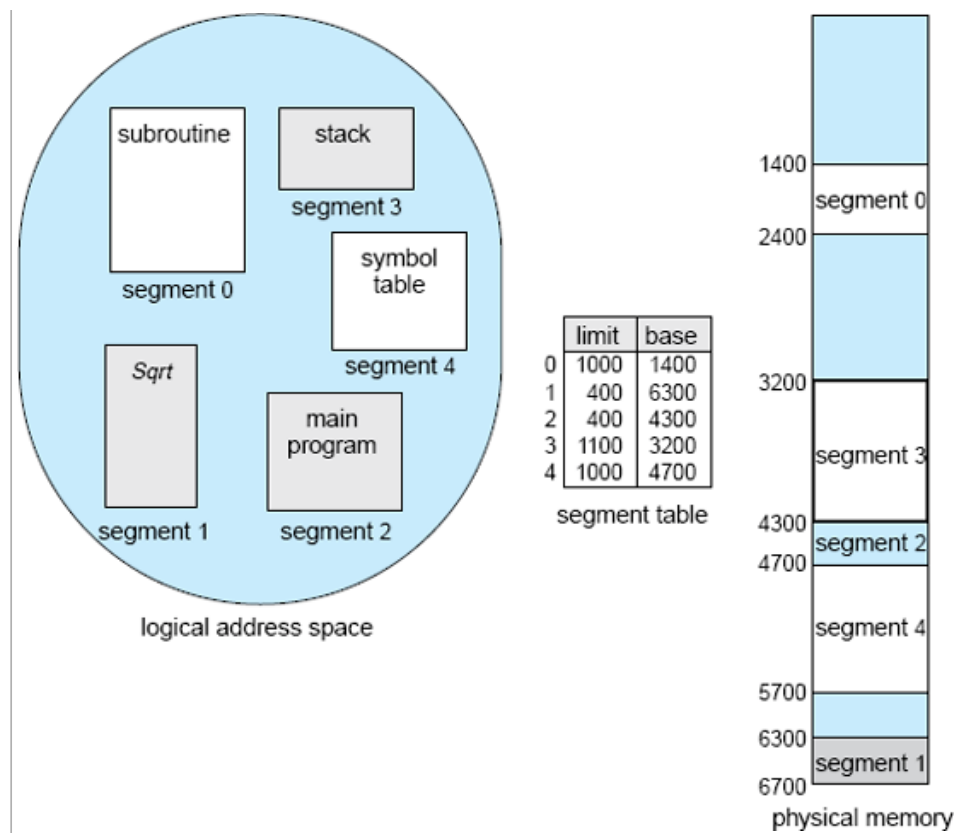 subroutine
segment 0
stack
segment 3
symbol
table
segment 4
Sqrt
segment 1
main
program
segment 2
logical address space
limit base
0 1000 1400
1 400 6300
2 400 4300
3 1100 3200
4 1000 4700
segment table
1400
segment 0
2400
3200
segment 3
4300
segment 2
4700
segment 4
5700
6300
segment 1
6700
physical memory